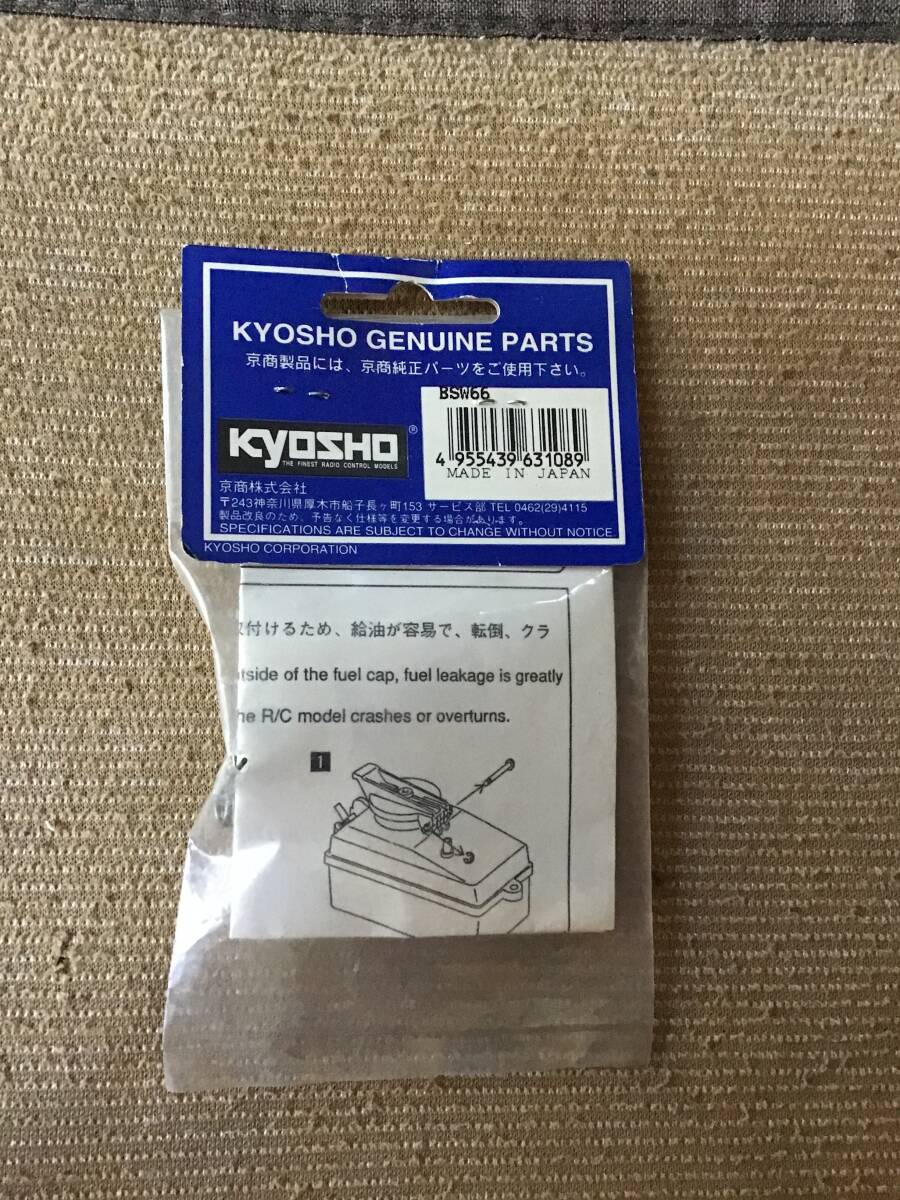 KYOSHO GENUINE PARTS
京商製品には、京商純正パーツをご使用下さい。
BSW66
KYOSHO®
THE FINEST RADIO CONTROL MODELS
4 955439 631089
MADE IN JAPAN
京商株式会社
〒243神奈川県厚木市船子長ヶ町153 サービス部 TEL 0462(29)4115
製品改良のため、予告なく仕様等を変更する場合があります。
SPECIFICATIONS ARE SUBJECT TO CHANGE WITHOUT NOTICE
KYOSHO CORPORATION
付けるため、給油が容易で、転倒、クラ
tside of the fuel cap, fuel leakage is greatly
he R/C model crashes or overturns.
1